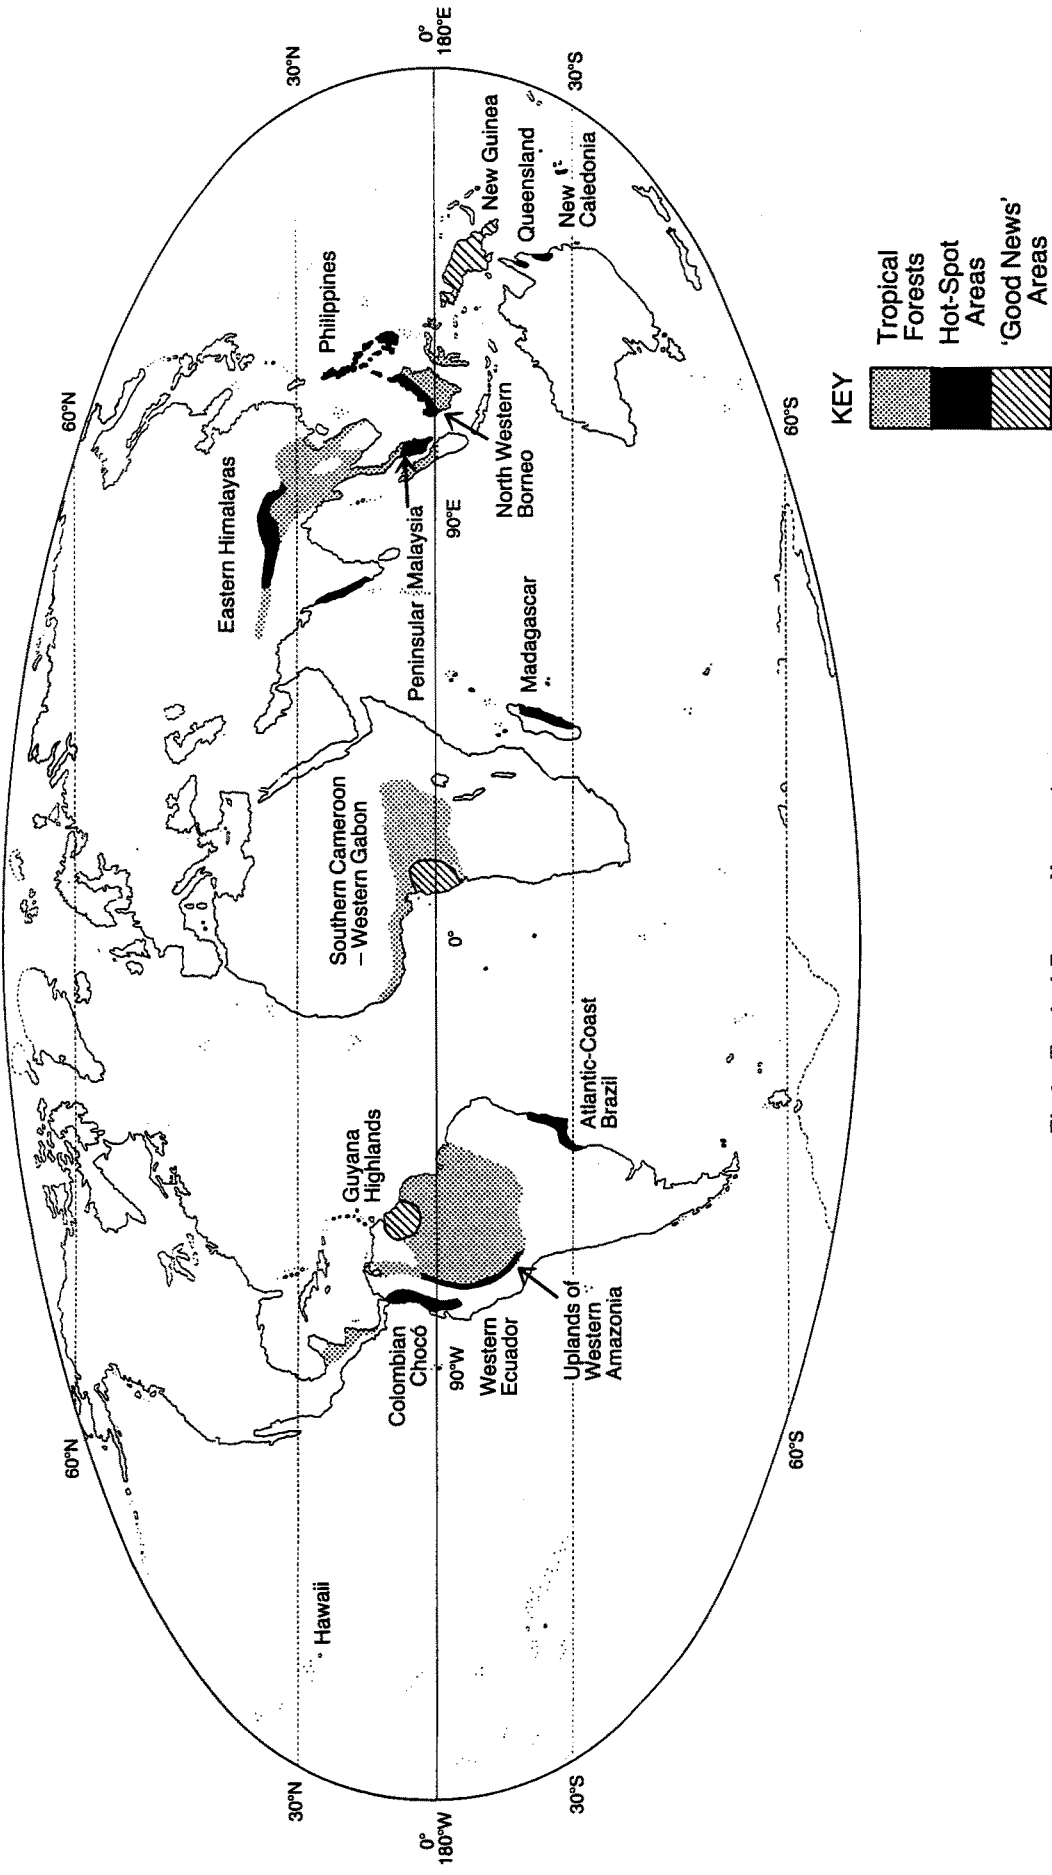 60°N
60°N
30°N
30°N
0°
180°W
0°
180°E
30°S
30°S
60°S
60°S
90°W
0°
90°E
Hawaii
Colombian
Chocó
Western
Ecuador
Uplands of
Western
Amazonia
Guyana
Highlands
Atlantic-Coast
Brazil
Southern Cameroon
– Western Gabon
Madagascar
Eastern Himalayas
Peninsular Malaysia
North Western
Borneo
Philippines
New Guinea
Queensland
New
Caledonia
KEY
Tropical
Forests
Hot-Spot
Areas
'Good News'
Areas